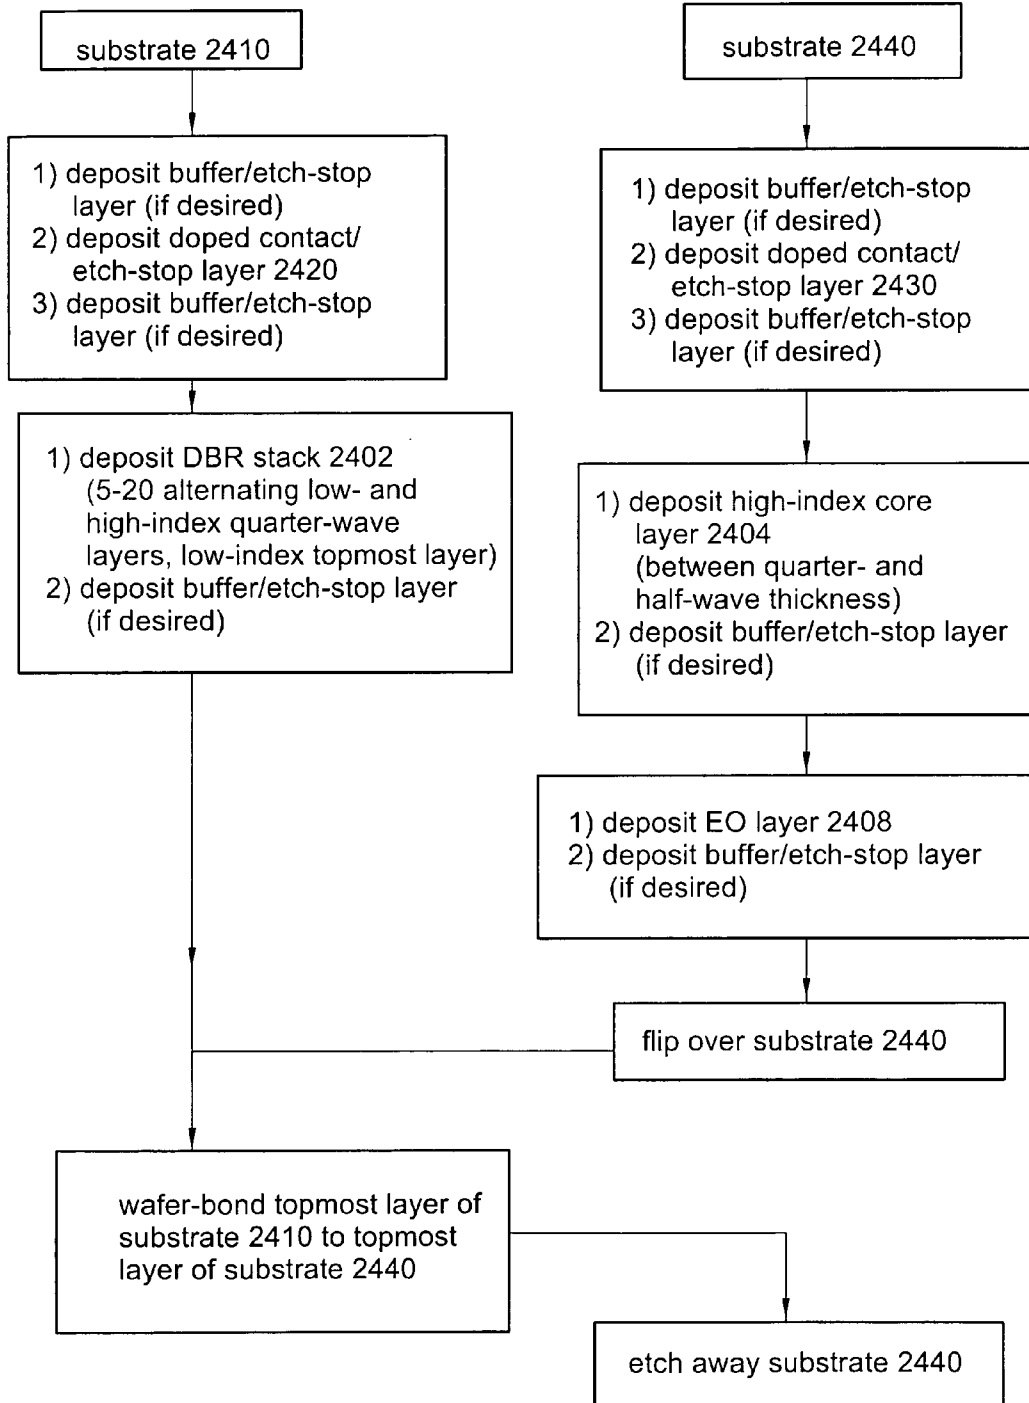 substrate 2410
1) deposit buffer/etch-stop
layer (if desired)
2) deposit doped contact/
etch-stop layer 2420
3) deposit buffer/etch-stop
layer (if desired)
1) deposit DBR stack 2402
(5-20 alternating low- and
high-index quarter-wave
layers, low-index topmost layer)
2) deposit buffer/etch-stop layer
(if desired)
substrate 2440
1) deposit buffer/etch-stop
layer (if desired)
2) deposit doped contact/
etch-stop layer 2430
3) deposit buffer/etch-stop
layer (if desired)
1) deposit high-index core
layer 2404
(between quarter- and
half-wave thickness)
2) deposit buffer/etch-stop layer
(if desired)
1) deposit EO layer 2408
2) deposit buffer/etch-stop layer
(if desired)
flip over substrate 2440
wafer-bond topmost layer of
substrate 2410 to topmost
layer of substrate 2440
etch away substrate 2440